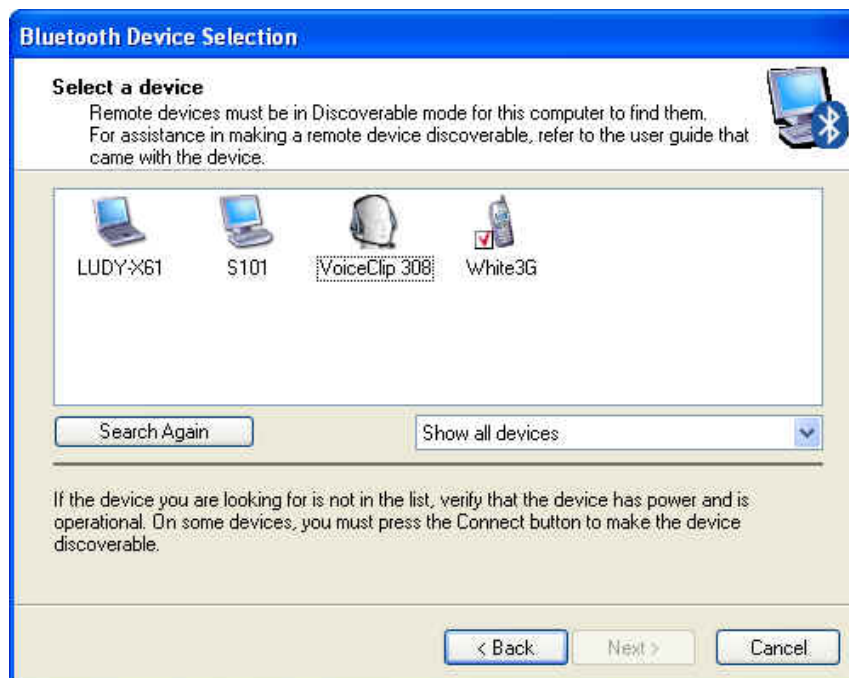 Bluetooth Device Selection
Select a device
Remote devices must be in Discoverable mode for this computer to find them.
For assistance in making a remote device discoverable, refer to the user guide that
came with the device.
LUDY-X61 S101 VoiceClip 308 White3G
Search Again Show all devices
If the device you are looking for is not in the list, verify that the device has power and is
operational. On some devices, you must press the Connect button to make the device
discoverable.
< Back Next > Cancel